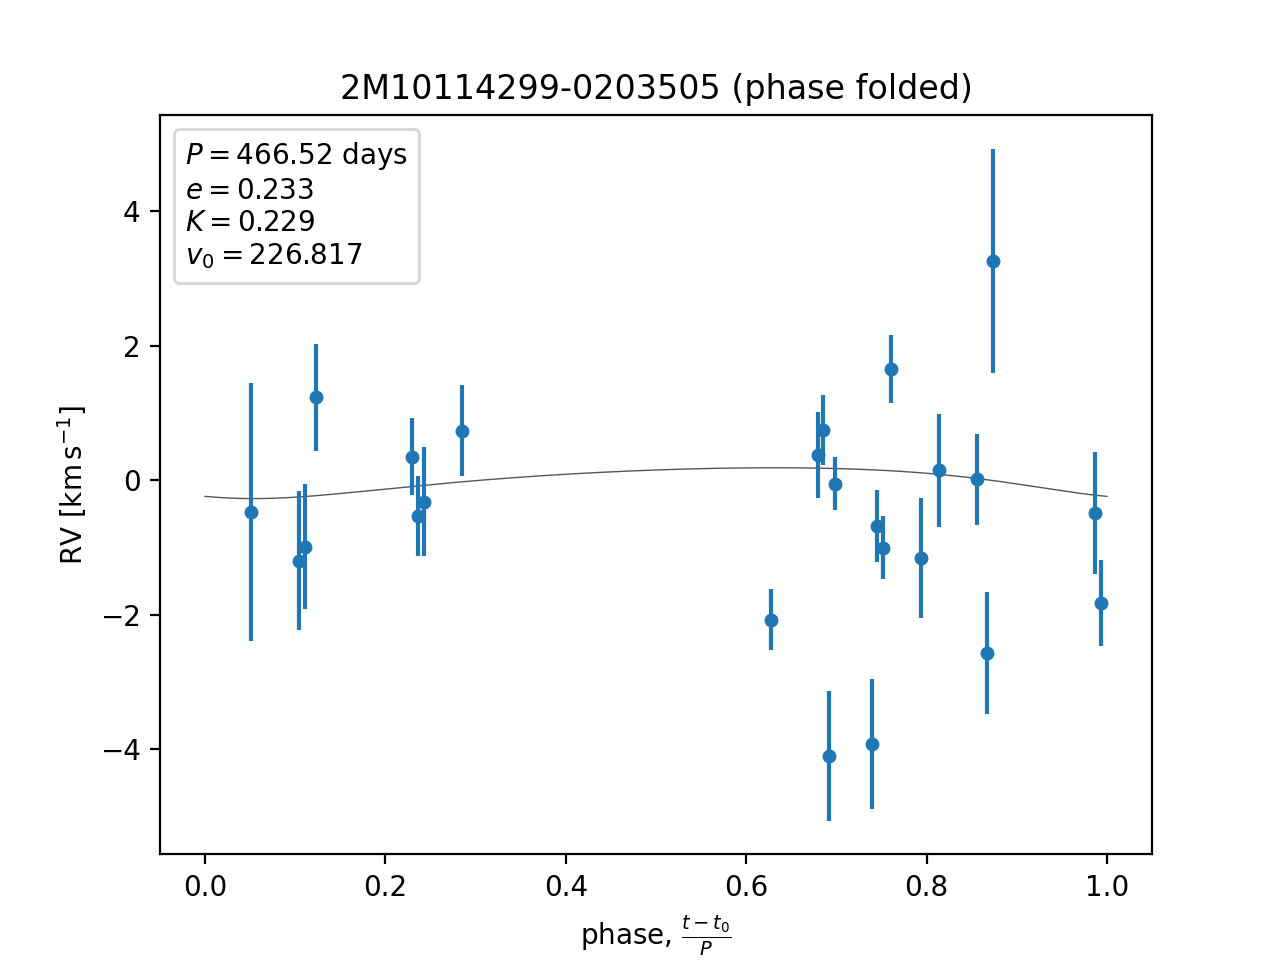 2M10114299-0203505 (phase folded)
P = 466.52 days
e = 0.233
K = 0.229
v₀ = 226.817
4
2
0
−2
−4
RV [km s⁻¹]
0.0 0.2 0.4 0.6 0.8 1.0
phase, (t − t₀)/P